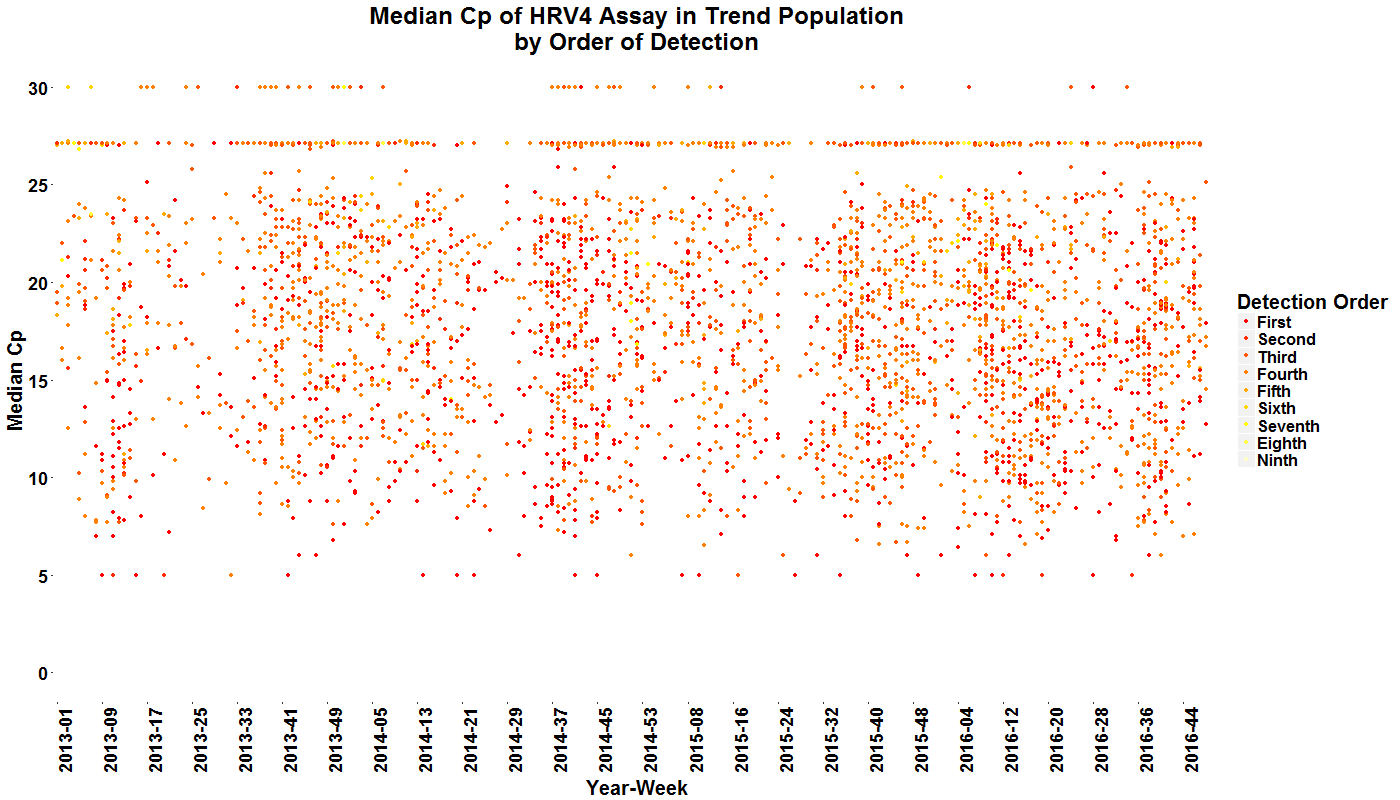 Median Cp of HRV4 Assay in Trend Population
by Order of Detection
30
25
20
15
10
5
0
Median Cp
2013-01
2013-09
2013-17
2013-25
2013-33
2013-41
2013-49
2014-05
2014-13
2014-21
2014-29
2014-37
2014-45
2014-53
2015-08
2015-16
2015-24
2015-32
2015-40
2015-48
2016-04
2016-12
2016-20
2016-28
2016-36
2016-44
Year-Week
Detection Order
First
Second
Third
Fourth
Fifth
Sixth
Seventh
Eighth
Ninth